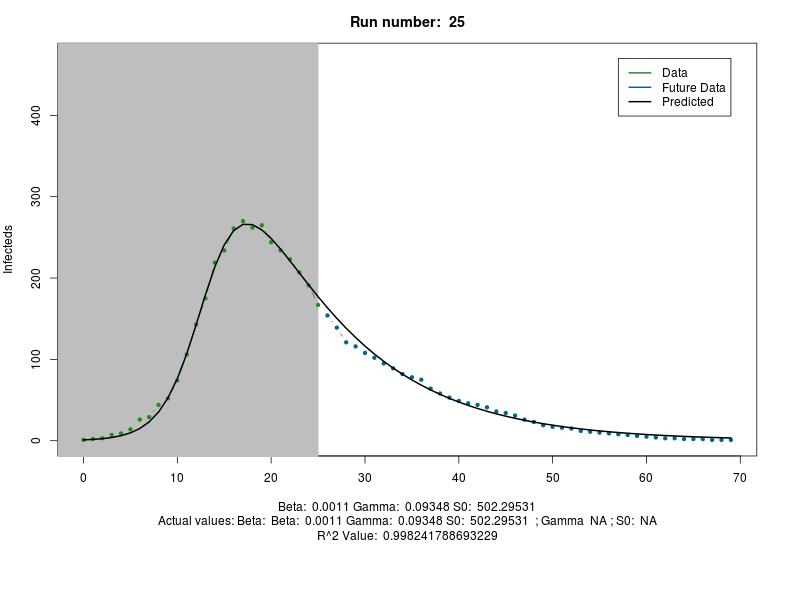 Run number: 25
Data
Future Data
Predicted
400
300
200
100
0
Infecteds
0 10 20 30 40 50 60 70
Beta: 0.0011 Gamma: 0.09348 S0: 502.29531
Actual values: Beta: Beta: 0.0011 Gamma: 0.09348 S0: 502.29531 ; Gamma NA ; S0: NA
R^2 Value: 0.998241788693229